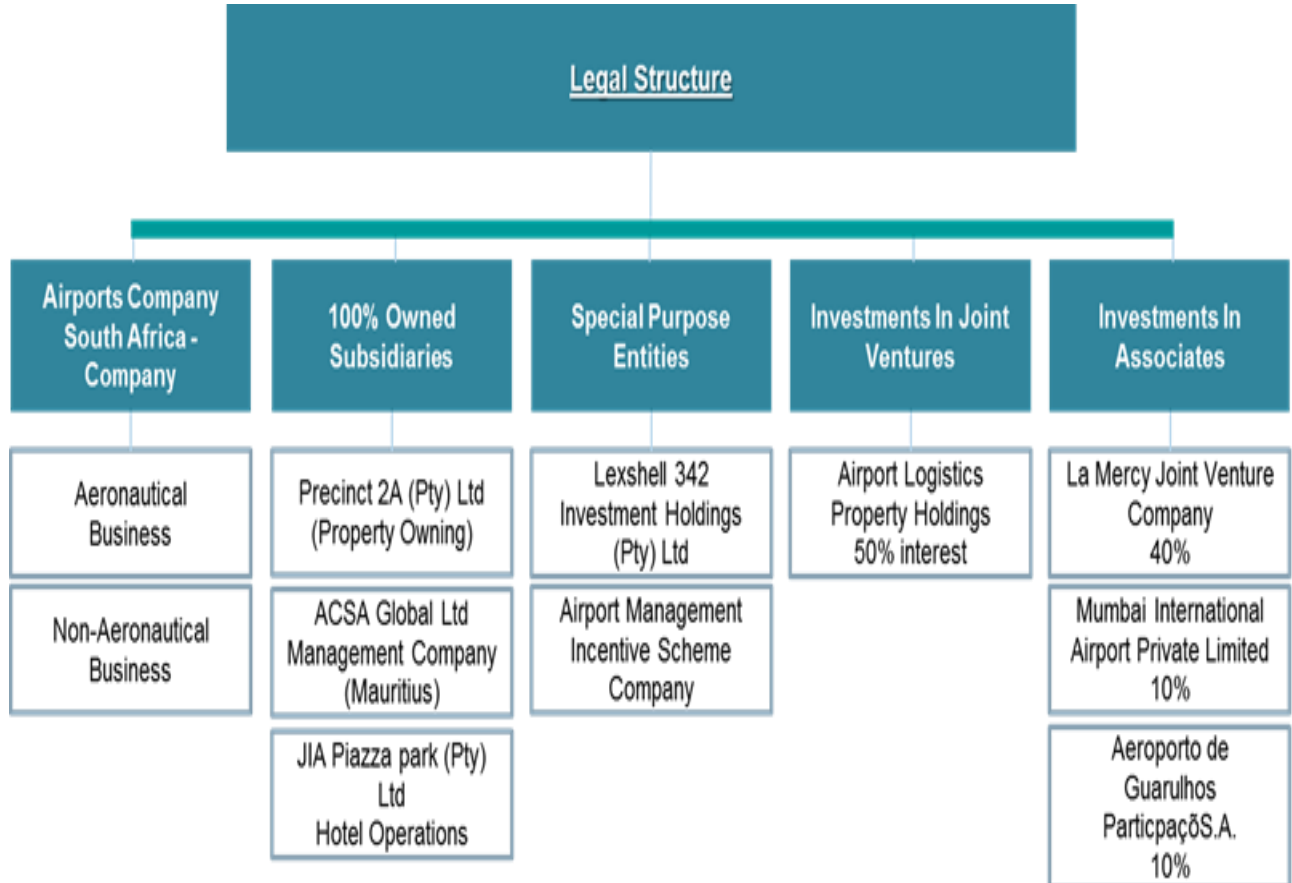 Legal Structure
Airports Company
South Africa -
Company
100% Owned
Subsidiaries
Special Purpose
Entities
Investments In Joint
Ventures
Investments In
Associates
Aeronautical
Business
Non-Aeronautical
Business
Precinct 2A (Pty) Ltd
(Property Owning)
ACSA Global Ltd
Management Company
(Mauritius)
JIA Piazza park (Pty)
Ltd
Hotel Operations
Lexshell 342
Investment Holdings
(Pty) Ltd
Airport Management
Incentive Scheme
Company
Airport Logistics
Property Holdings
50% interest
La Mercy Joint Venture
Company
40%
Mumbai International
Airport Private Limited
10%
Aeroporto de
Guarulhos
ParticpaçõS.A.
10%